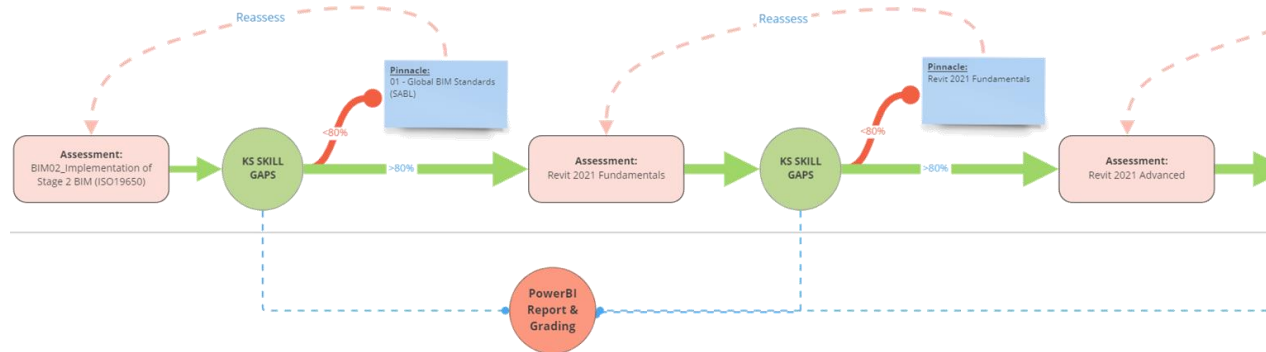 Reassess
Reassess
Pinnacle:
01 - Global BIM Standards
(SABL)
Pinnacle:
Revit 2021 Fundamentals
<80%
<80%
Assessment:
BIM02_Implementation of
Stage 2 BIM (ISO19650)
KS SKILL
GAPS
>80%
Assessment:
Revit 2021 Fundamentals
KS SKILL
GAPS
>80%
Assessment:
Revit 2021 Advanced
PowerBI
Report &
Grading